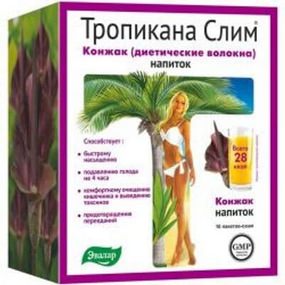 Тропикана Слим®
Конжак (диетические волокна)
напиток
Способствует:
быстрому
насыщению
подавлению голода
на 4 часа
комфортному очищению
кишечника и выведению
токсинов
предотвращению
переедания
Всего
28
ккал
Конжак
напиток
10 пакетов-саше
Эвалар
GMP